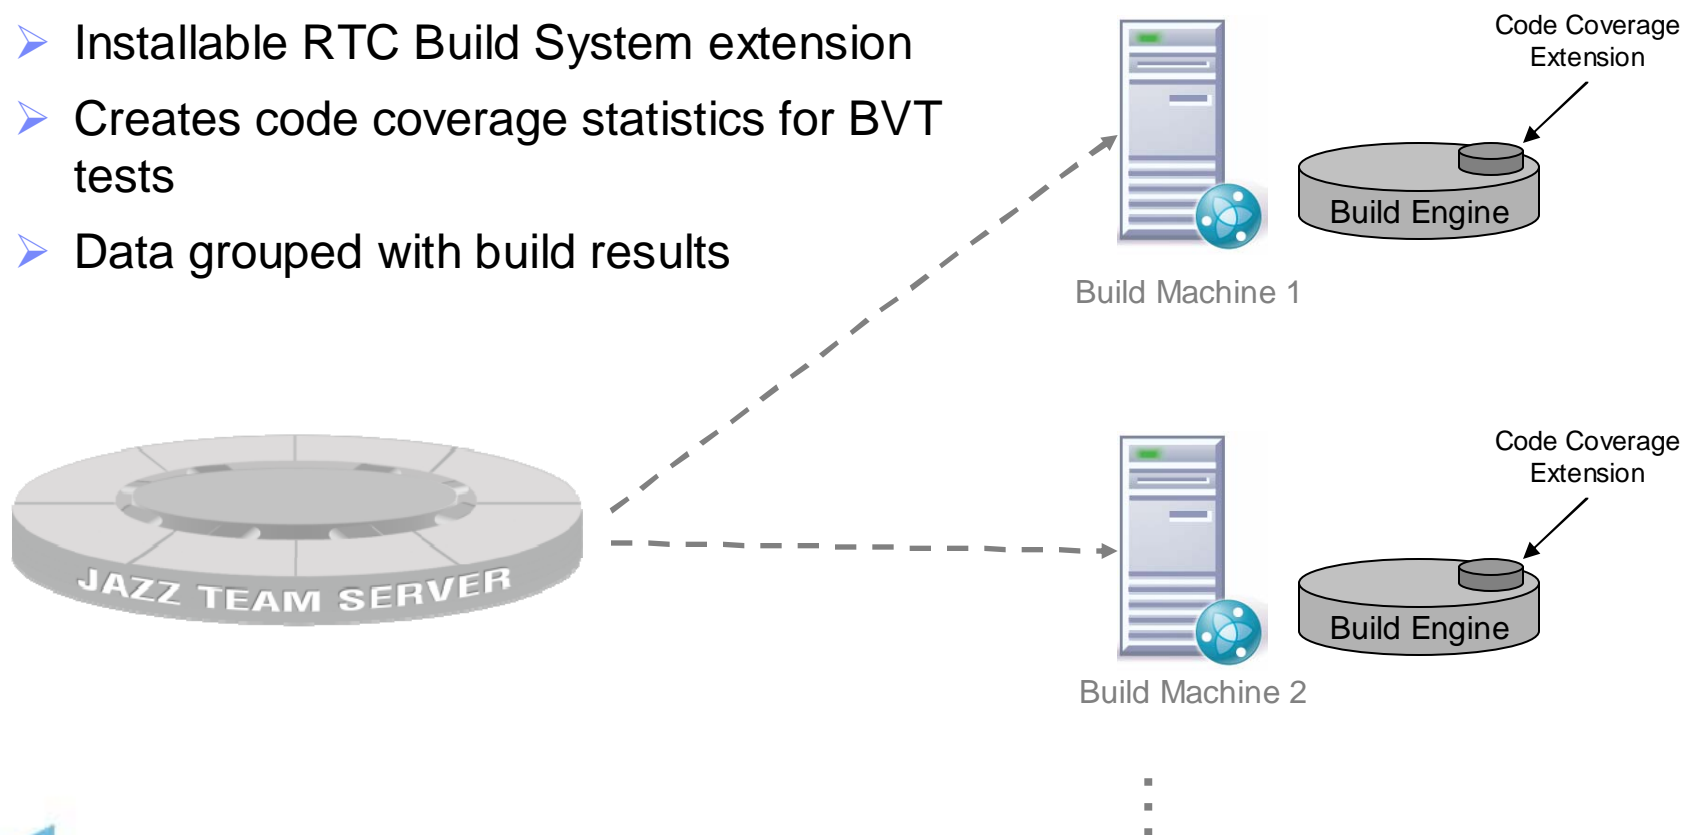 Installable RTC Build System extension
Creates code coverage statistics for BVT
tests
Data grouped with build results
Code Coverage
Extension
Build Engine
Build Machine 1
JAZZ TEAM SERVER
Code Coverage
Extension
Build Engine
Build Machine 2